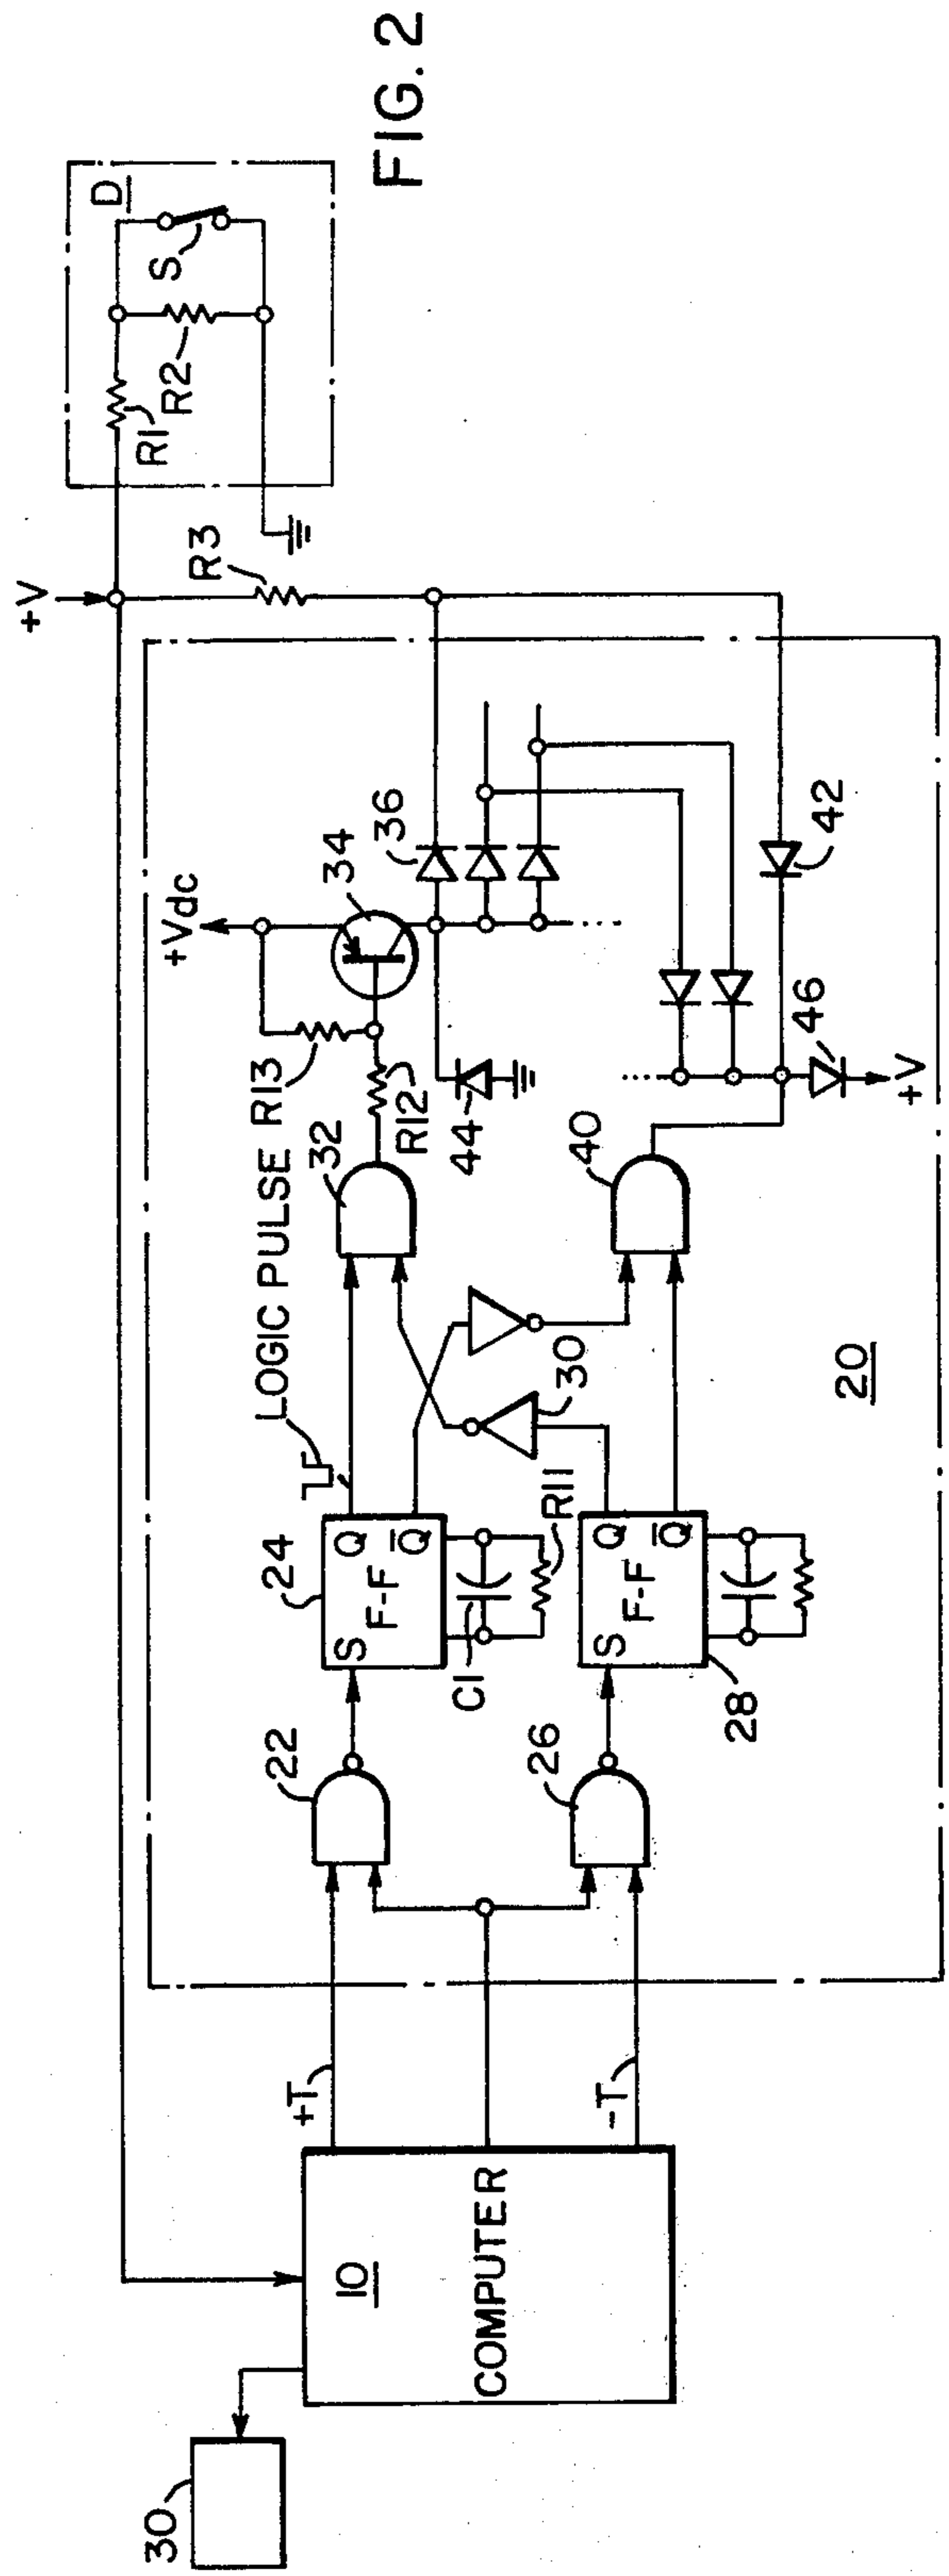 FIG. 2
D
S
R1
R2
+V
R3
+Vdc
34
36
R13
R12
LOGIC PULSE
32
44
42
46
+V
40
30
20
24
S
Q
F-F
Q̅
C1
R11
22
26
S
Q
F-F
Q̅
28
+T
-T
10
COMPUTER
30